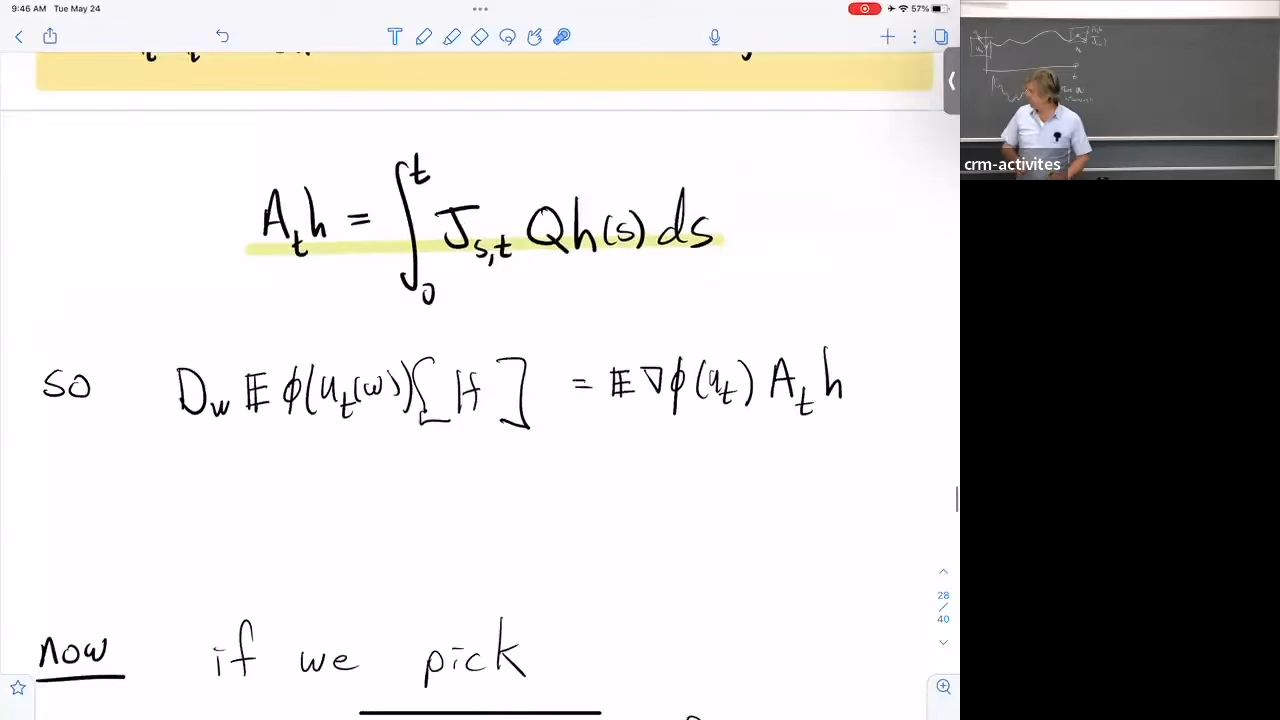 9:46 AM Tue May 24
57%
A_t h = ∫_0^t J_{s,t} Q h(s) ds
so D_w 𝔼 ϕ(u_t(w)) [H] = 𝔼 ∇ϕ(u_t) A_t h
now if we pick
28
/
40
crm-activites